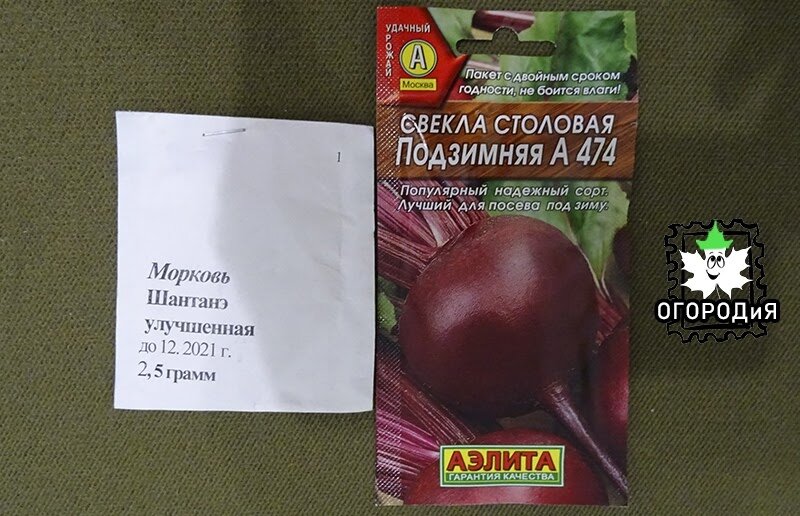 1
Морковь
Шантанэ
улучшенная
до 12. 2021 г.
2, 5 грамм
УДАЧНЫЙ УРОЖАЙ
А
Москва
Пакет с двойным сроком
годности, не боится влаги!
СВЕКЛА СТОЛОВАЯ
Подзимняя А 474
Популярный надежный сорт.
Лучший для посева под зиму.
АЭЛИТА
ГАРАНТИЯ КАЧЕСТВА
ОГОРОДиЯ